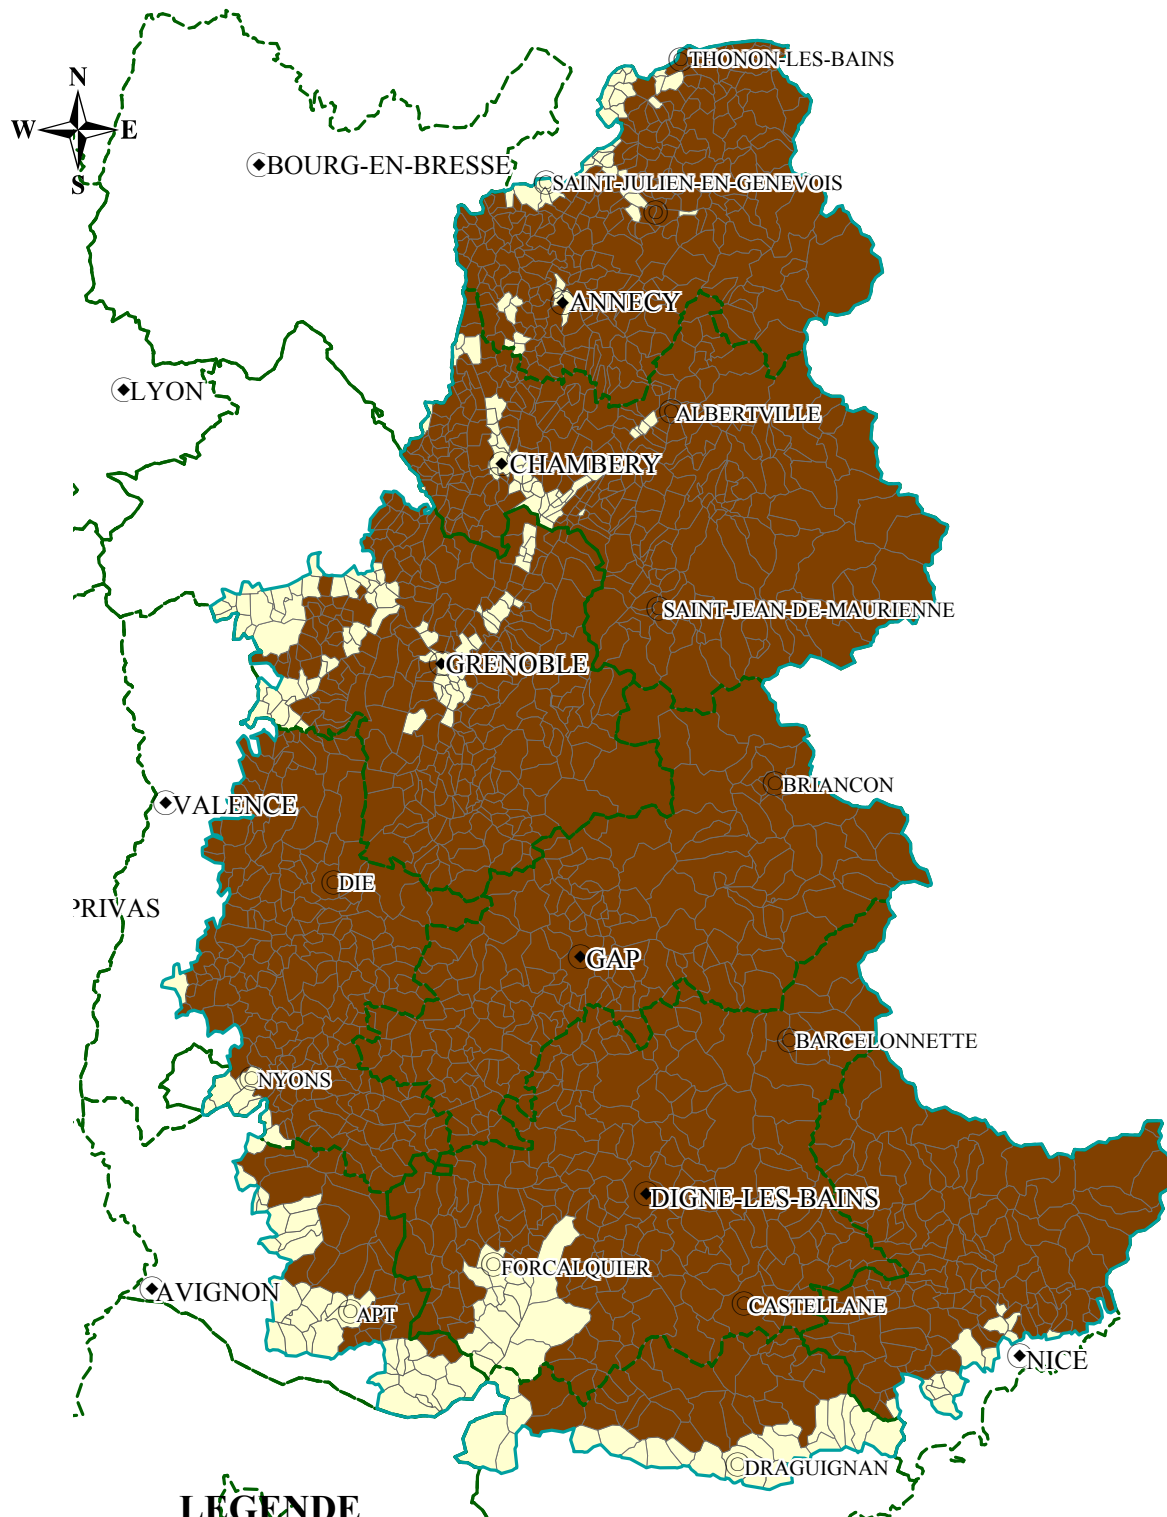 THONON-LES-BAINS
N
W E
S
BOURG-EN-BRESSE
SAINT-JULIEN-EN-GENEVOIS
ANNECY
LYON
ALBERTVILLE
CHAMBERY
SAINT-JEAN-DE-MAURIENNE
GRENOBLE
BRIANCON
VALENCE
DIE
PRIVAS
GAP
BARCELONNETTE
NYONS
DIGNE-LES-BAINS
FORCALQUIER
AVIGNON
CASTELLANE
APT
NICE
DRAGUIGNAN
LEGENDE